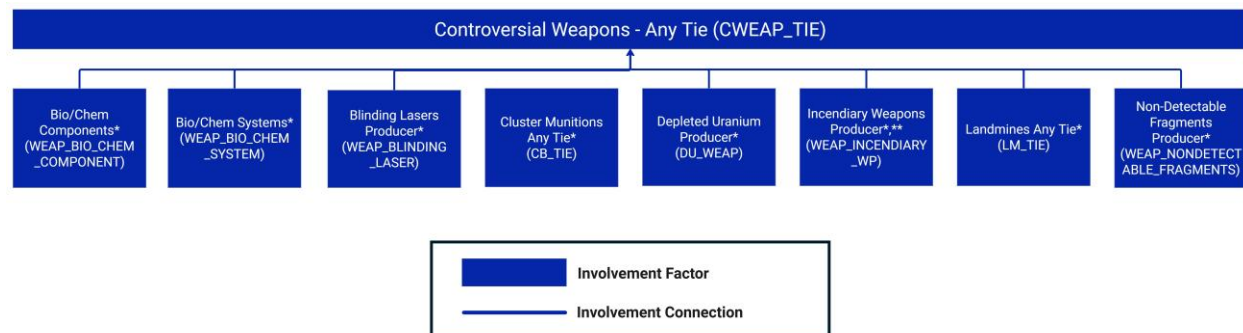 Controversial Weapons - Any Tie (CWEAP_TIE)
Bio/Chem
Components*
(WEAP_BIO_CHEM
_COMPONENT)
Bio/Chem Systems*
(WEAP_BIO_CHEM
_SYSTEM)
Blinding Lasers
Producer*
(WEAP_BLINDING
_LASER)
Cluster Munitions
Any Tie*
(CB_TIE)
Depleted Uranium
Producer*
(DU_WEAP)
Incendiary Weapons
Producer*,**
(WEAP_INCENDIARY
_WP)
Landmines Any Tie*
(LM_TIE)
Non-Detectable
Fragments
Producer*
(WEAP_NONDETECT
ABLE_FRAGMENTS)
Involvement Factor
Involvement Connection